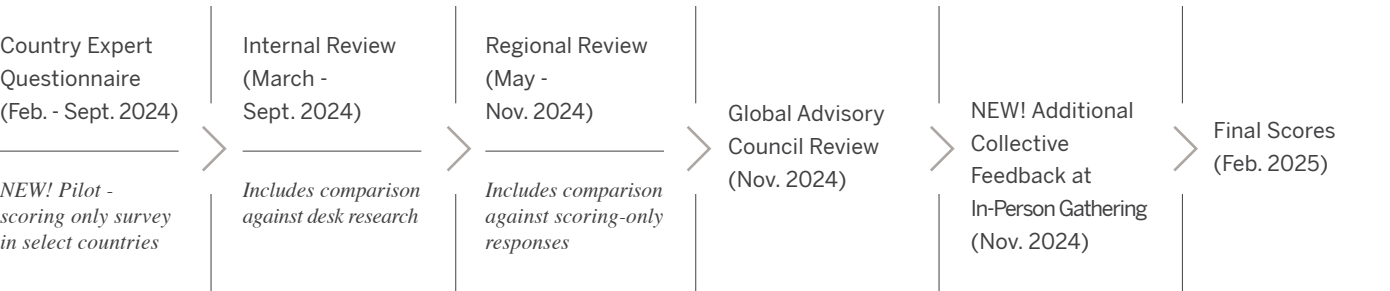 Country Expert
Questionnaire
(Feb. - Sept. 2024)
NEW! Pilot -
scoring only survey
in select countries
Internal Review
(March -
Sept. 2024)
Includes comparison
against desk research
Regional Review
(May -
Nov. 2024)
Includes comparison
against scoring-only
responses
Global Advisory
Council Review
(Nov. 2024)
NEW! Additional
Collective
Feedback at
In-Person Gathering
(Nov. 2024)
Final Scores
(Feb. 2025)